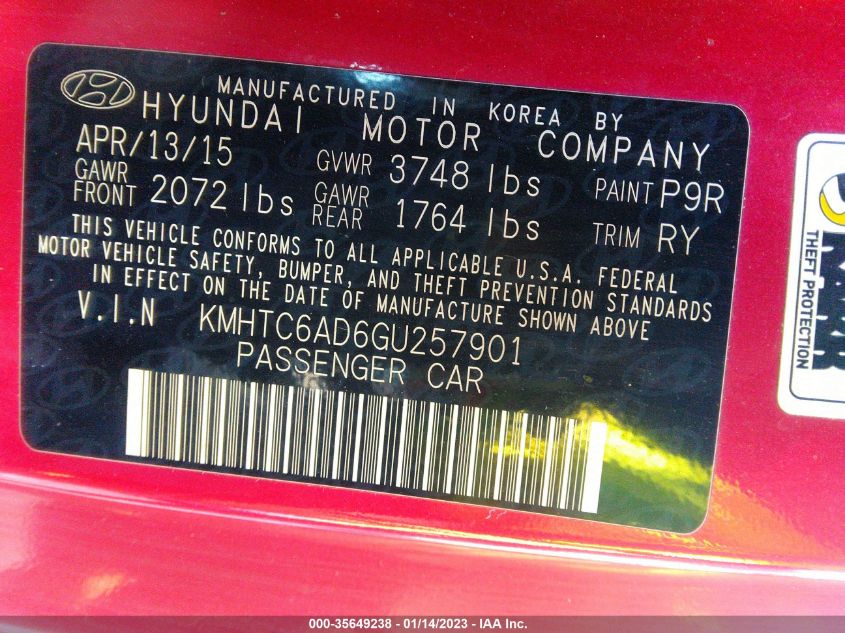 MANUFACTURED IN KOREA BY
HYUNDAI MOTOR COMPANY
APR/13/15 GVWR 3748 lbs PAINT P9R
GAWR FRONT 2072 lbs GAWR REAR 1764 lbs TRIM RY
THIS VEHICLE CONFORMS TO ALL APPLICABLE U.S.A. FEDERAL
MOTOR VEHICLE SAFETY, BUMPER, AND THEFT PREVENTION STANDARDS
IN EFFECT ON THE DATE OF MANUFACTURE SHOWN ABOVE
V.I.N KMHTC6AD6GU257901
PASSENGER CAR
THEFT PROTECTION
000-35649238 - 01/14/2023 - IAA Inc.